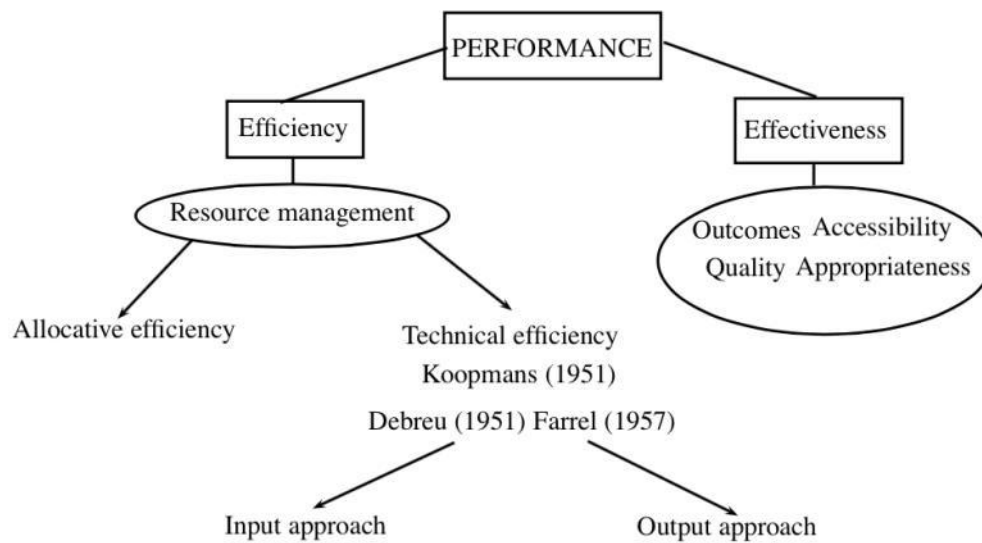 PERFORMANCE
Efficiency
Effectiveness
Resource management
Outcomes Accessibility
Quality Appropriateness
Allocative efficiency
Technical efficiency
Koopmans (1951)
Debreu (1951) Farrel (1957)
Input approach
Output approach